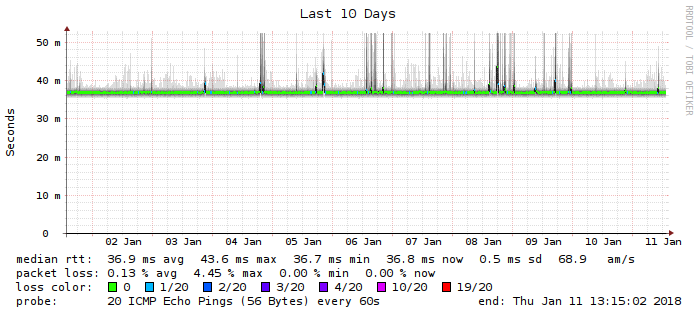 Last 10 Days
RRDTOOL / TOBI OETIKER
Seconds
50 m
40 m
30 m
20 m
10 m
0
02 Jan 03 Jan 04 Jan 05 Jan 06 Jan 07 Jan 08 Jan 09 Jan 10 Jan 11 Jan
median rtt: 36.9 ms avg 43.6 ms max 36.7 ms min 36.8 ms now 0.5 ms sd 68.9 am/s
packet loss: 0.13 % avg 4.45 % max 0.00 % min 0.00 % now
loss color: 0 1/20 2/20 3/20 4/20 10/20 19/20
probe: 20 ICMP Echo Pings (56 Bytes) every 60s end: Thu Jan 11 13:15:02 2018